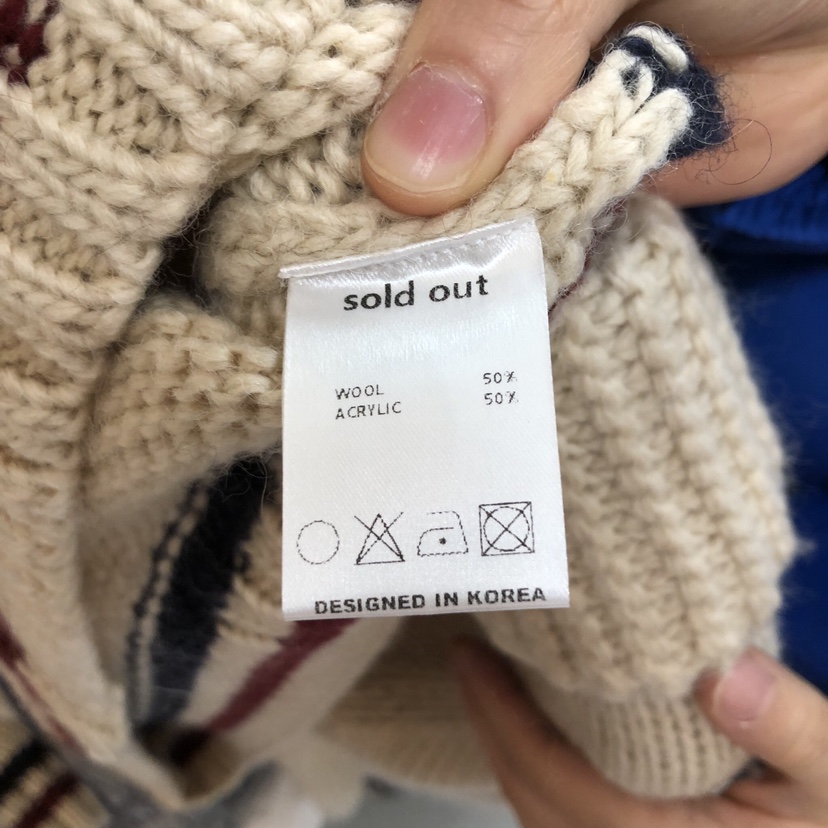 sold out
WOOL 50%
ACRYLIC 50%
DESIGNED IN KOREA